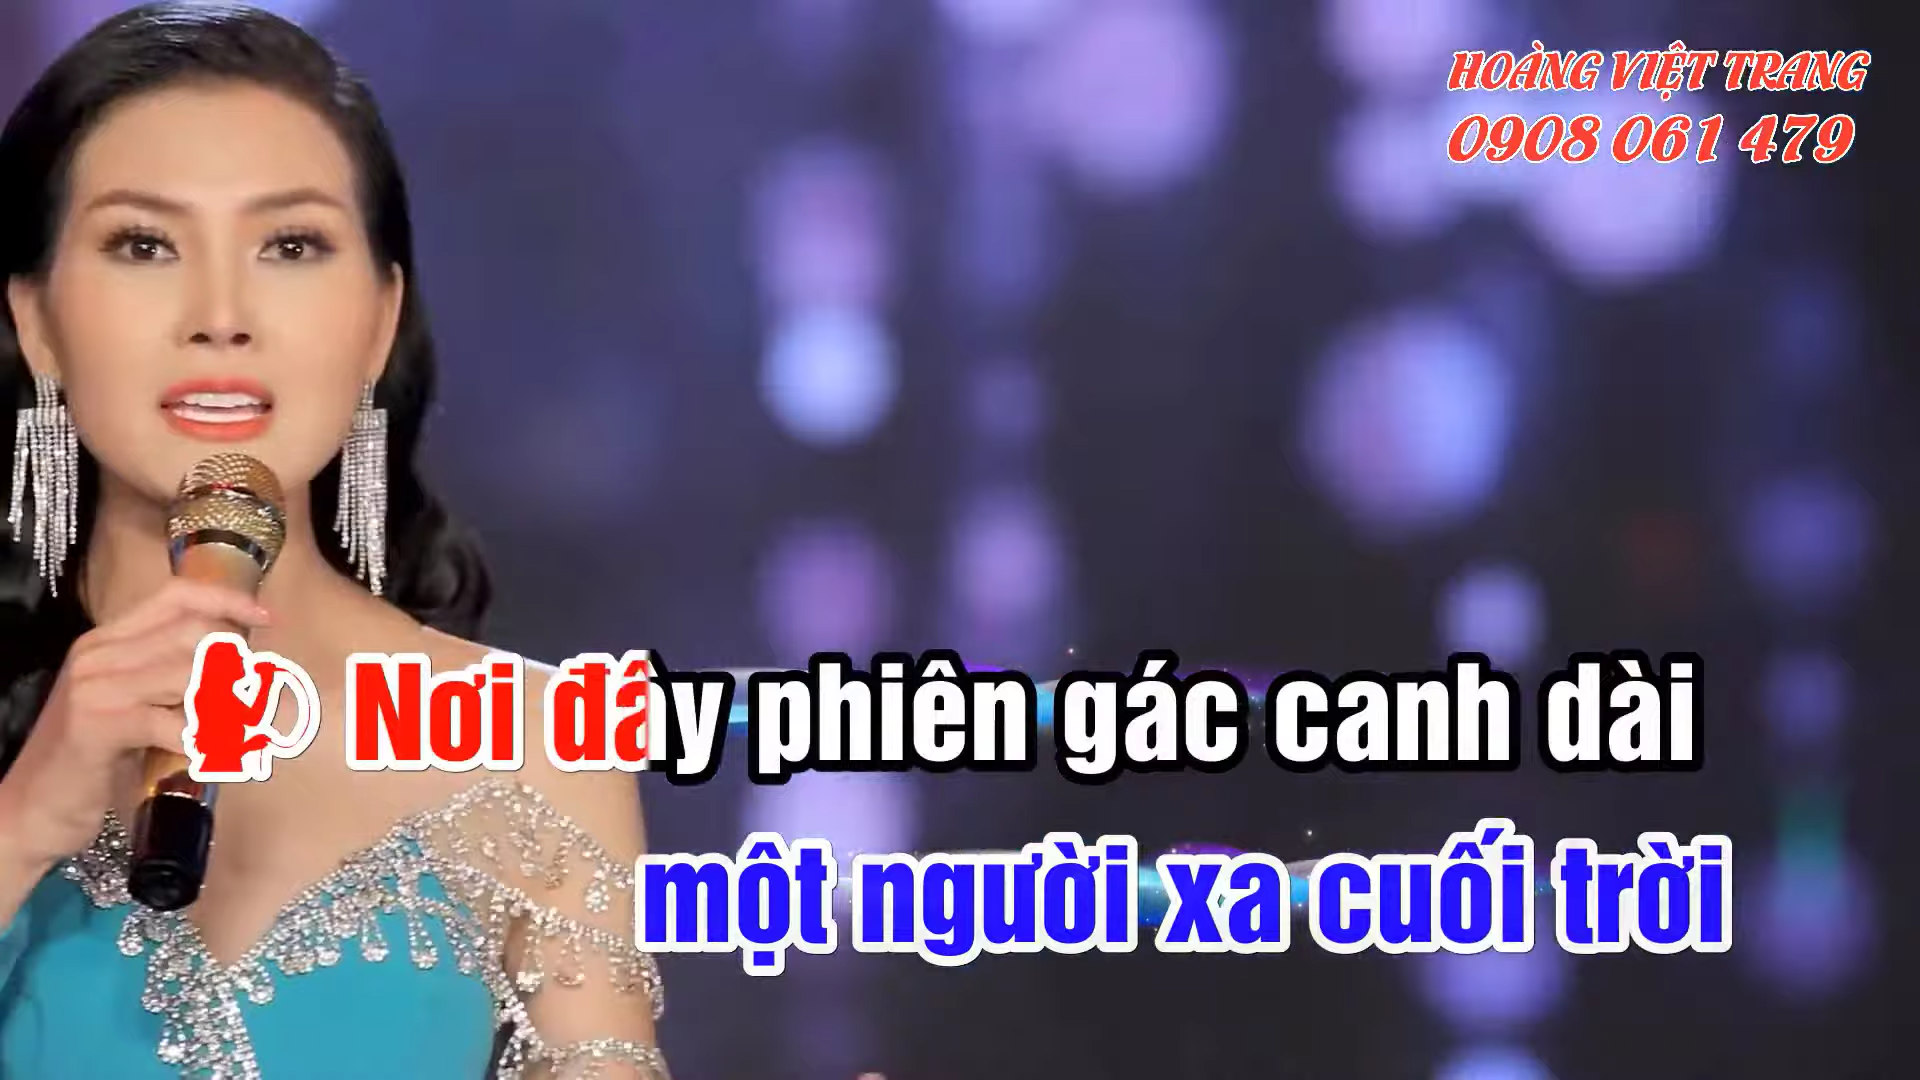 HOÀNG VIỆT TRANG
0908 061 479
Nơi đây phiên gác canh dài
một người xa cuối trời